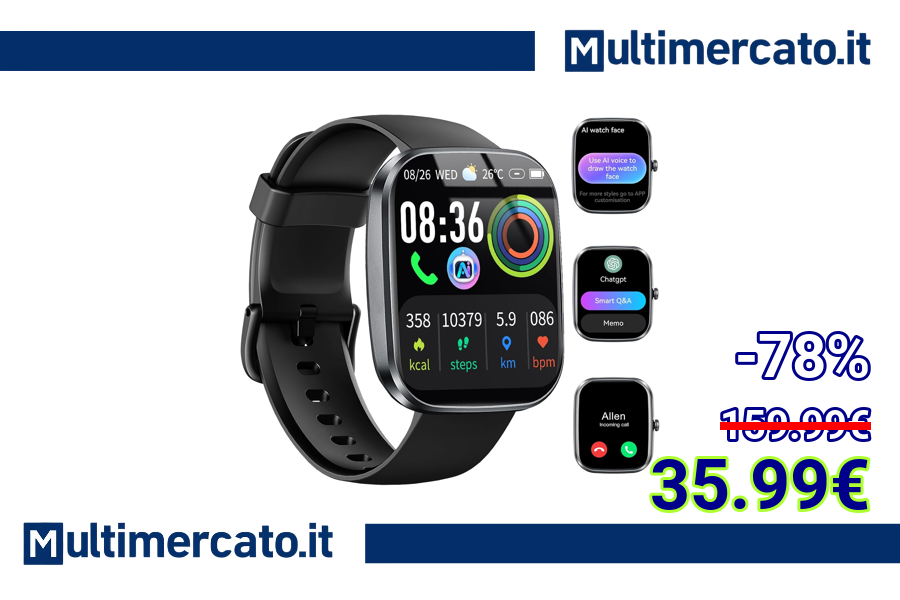 Multimercato.it
08/26 WED 26°C
08:36
Ai
358 10379 5.9 086
kcal steps km bpm
AI watch face
Use AI voice to
draw the watch
face
For more styles go to APP
customisation
Chatgpt
Smart Q&A
Memo
Allen
Incoming call
-78%
159.99€
35.99€
Multimercato.it